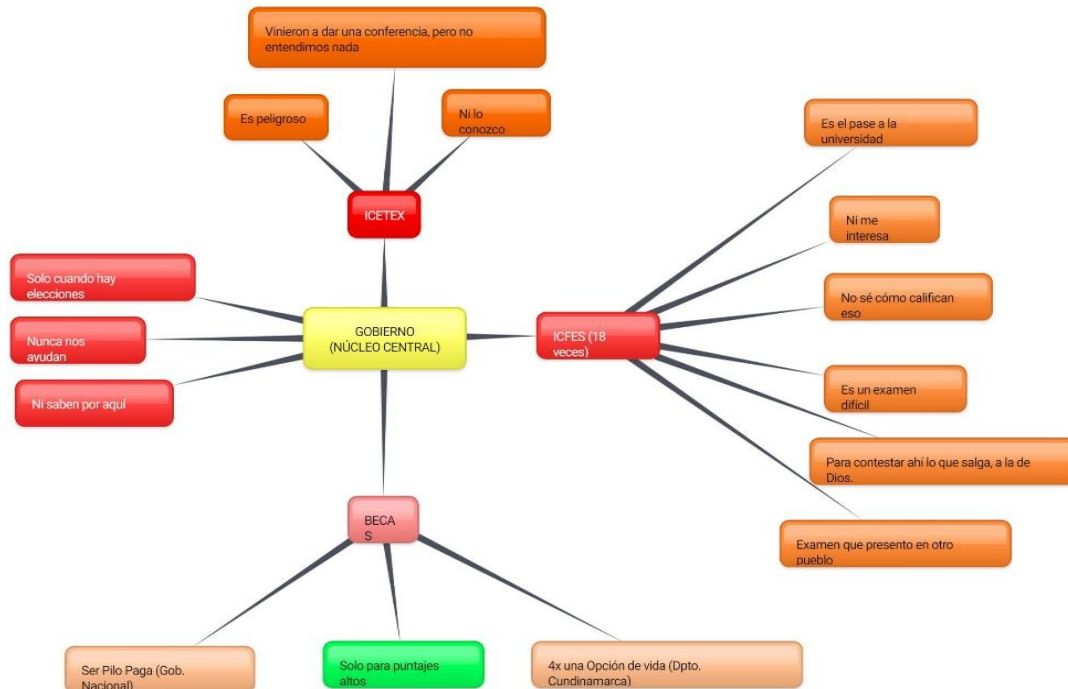 Vinieron a dar una conferencia, pero no
entendimos nada
Es peligroso
Ni lo
conozco
ICETEX
Solo cuando hay
elecciones
Nunca nos
ayudan
Ni saben por aquí
GOBIERNO
(NÚCLEO CENTRAL)
ICFES (18
veces)
Es el pase a la
universidad
Ni me
interesa
No sé cómo califican
eso
Es un examen
difícil
Para contestar ahí lo que salga, a la de
Dios.
Examen que presento en otro
pueblo
BECA
S
Ser Pilo Paga (Gob.
Nacional)
Solo para puntajes
altos
4x una Opción de vida (Dpto.
Cundinamarca)